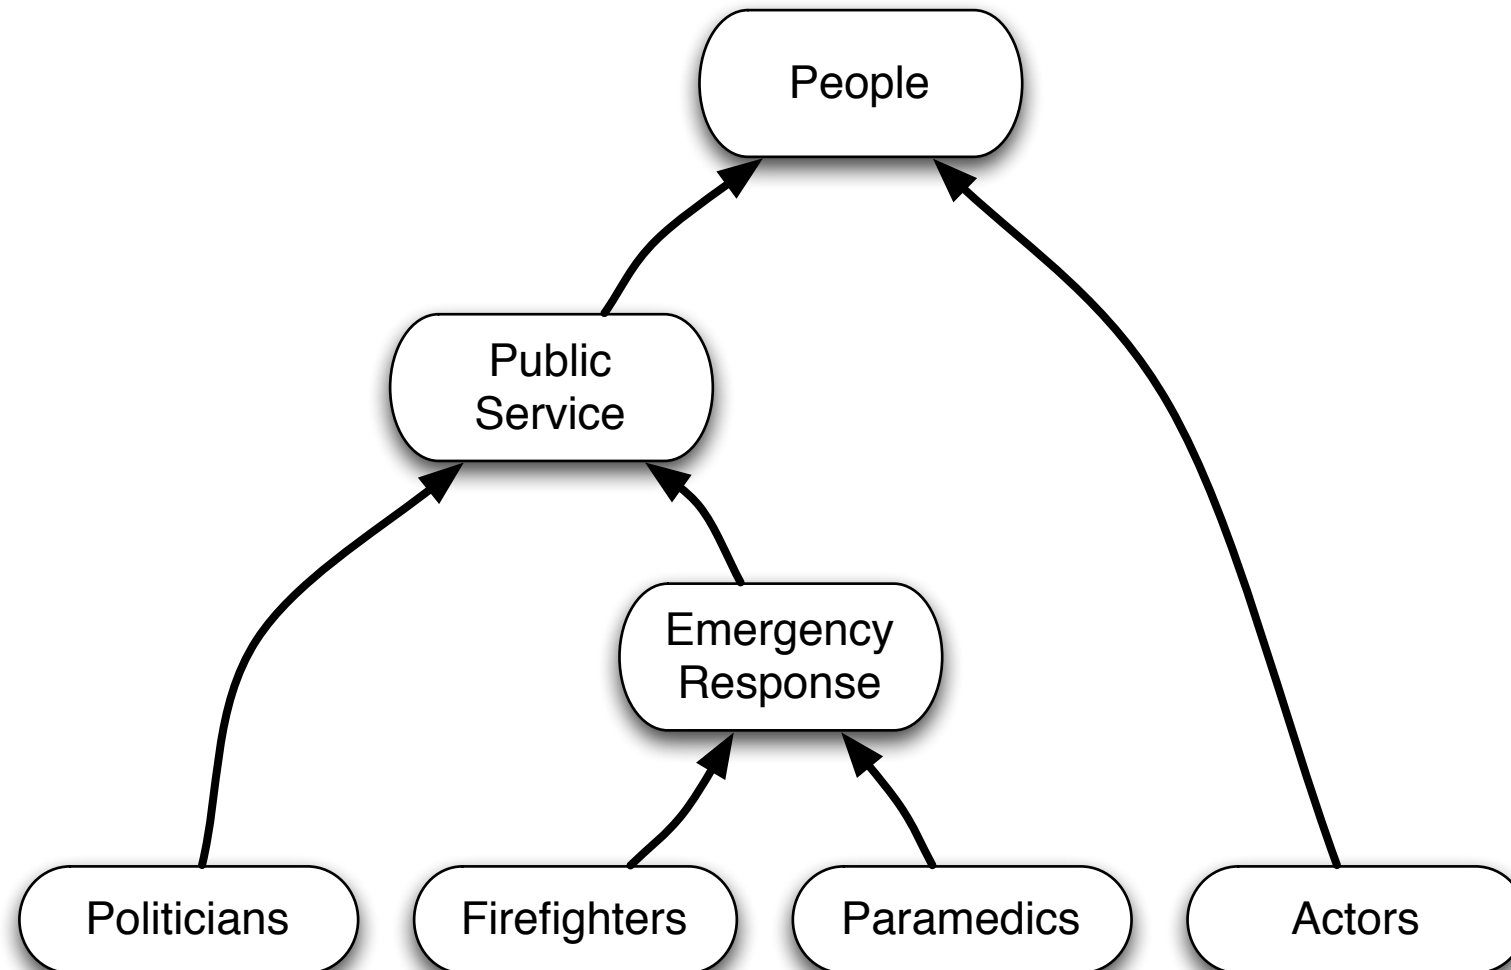 People
Public
Service
Emergency
Response
Politicians
Firefighters
Paramedics
Actors